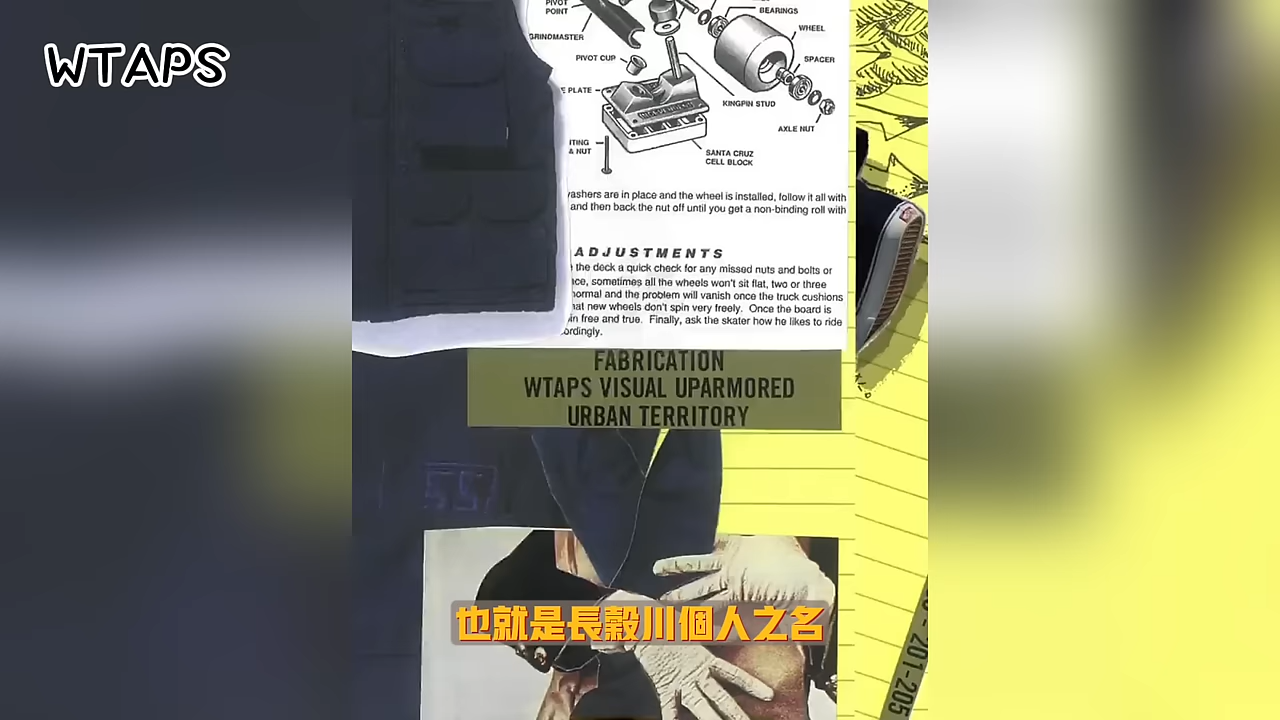 WTAPS
PIVOT
POINT
GRINDMASTER
PIVOT CUP
PLATE
& NUT
BEARINGS
WHEEL
SPACER
KINGPIN STUD
AXLE NUT
SANTA CRUZ
CELL BLOCK
INDEPENDENT
washers are in place and the wheel is installed, follow it all with
and then back the nut off until you get a non-binding roll with
ADJUSTMENTS
the deck a quick check for any missed nuts and bolts or
sometimes all the wheels won't sit flat, two or three
normal and the problem will vanish once the truck cushions
new wheels don't spin very freely. Once the board is
free and true. Finally, ask the skater how he likes to ride
FABRICATION
WTAPS VISUAL UPARMORED
URBAN TERRITORY
也就是長穀川個人之名
- 201-205